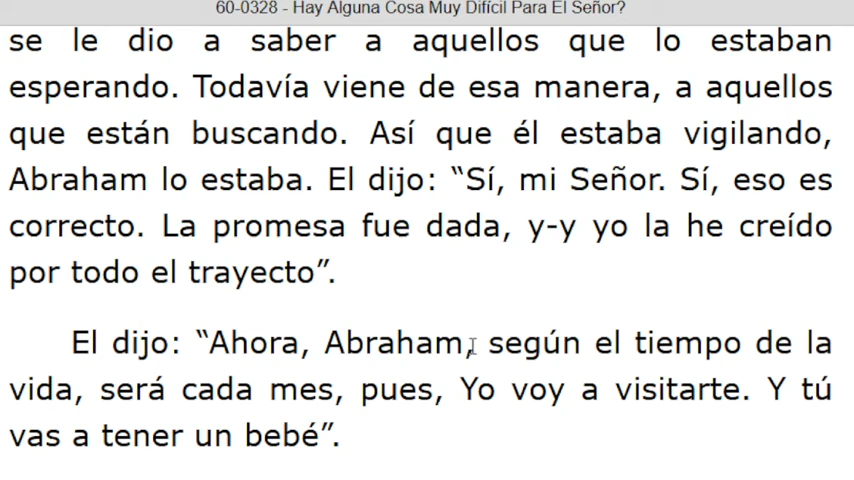 60-0328 - Hay Alguna Cosa Muy Difícil Para El Señor?
se le dio a saber a aquellos que lo estaban
esperando. Todavía viene de esa manera, a aquellos
que están buscando. Así que él estaba vigilando,
Abraham lo estaba. El dijo: “Sí, mi Señor. Sí, eso es
correcto. La promesa fue dada, y-y yo la he creído
por todo el trayecto”.
El dijo: “Ahora, Abraham, según el tiempo de la
vida, será cada mes, pues, Yo voy a visitarte. Y tú
vas a tener un bebé”.